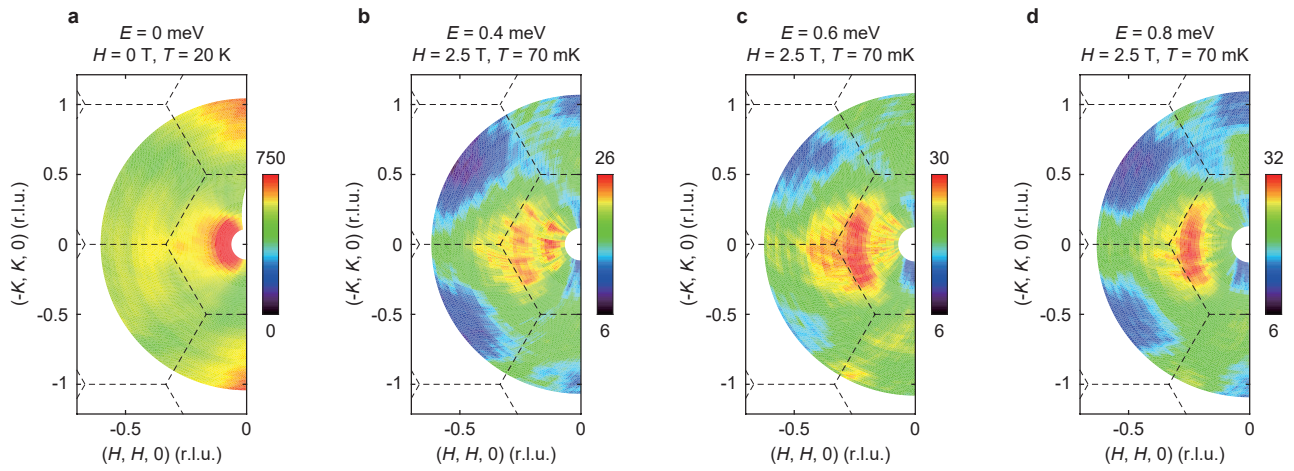 a
E = 0 meV
H = 0 T, T = 20 K
1
0.5
0
-0.5
-1
(-K, K, 0) (r.l.u.)
750
0
-0.5
0
(H, H, 0) (r.l.u.)
b
E = 0.4 meV
H = 2.5 T, T = 70 mK
1
0.5
0
-0.5
-1
(-K, K, 0) (r.l.u.)
26
6
-0.5
0
(H, H, 0) (r.l.u.)
c
E = 0.6 meV
H = 2.5 T, T = 70 mK
1
0.5
0
-0.5
-1
(-K, K, 0) (r.l.u.)
30
6
-0.5
0
(H, H, 0) (r.l.u.)
d
E = 0.8 meV
H = 2.5 T, T = 70 mK
1
0.5
0
-0.5
-1
(-K, K, 0) (r.l.u.)
32
6
-0.5
0
(H, H, 0) (r.l.u.)